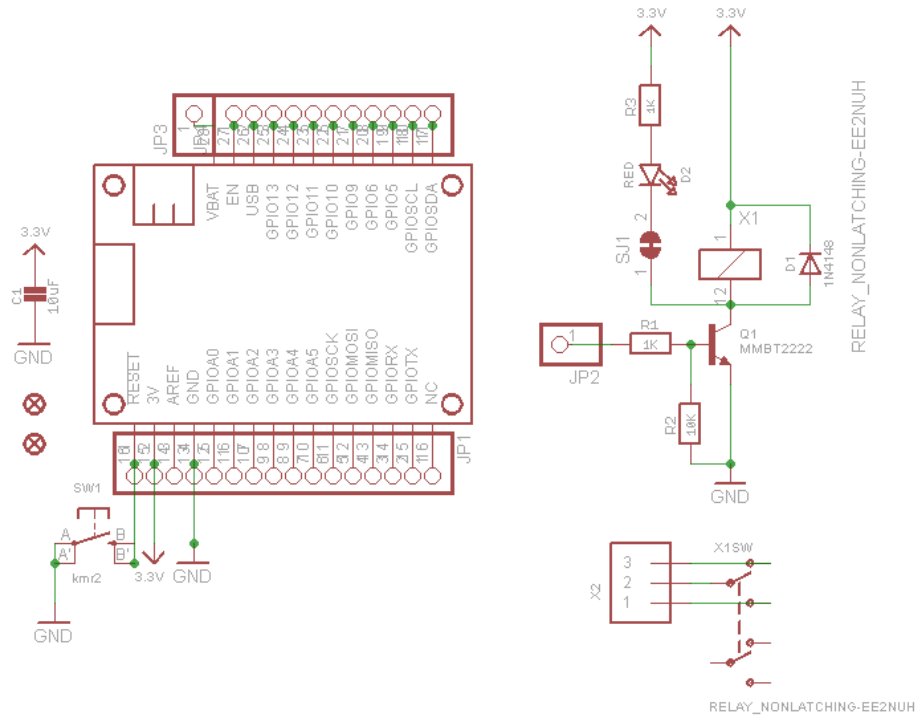 3.3V
3.3V
R3
1K
RED
D2
2
SJ1
1
X1
1
12
D1
1N4148
RELAY_NONLATCHING-EE2NUH
JP3
1
VBAT
EN
USB
GPIO13
GPIO12
GPIO11
GPIO10
GPIO9
GPIO6
GPIO5
GPIOSCL
GPIOSDA
3.3V
C1
10uF
GND
RESET
3V
AREF
GND
GPIOA0
GPIOA1
GPIOA2
GPIOA3
GPIOA4
GPIOA5
GPIOSCK
GPIOMOSI
GPIOMISO
GPIORX
GPIOTX
NC
JP1
1
JP2
R1
1K
Q1
MMBT2222
R2
10K
GND
SW1
A
A'
B
B'
kmr2
3.3V
GND
GND
X2
3
2
1
X1SW
RELAY_NONLATCHING-EE2NUH